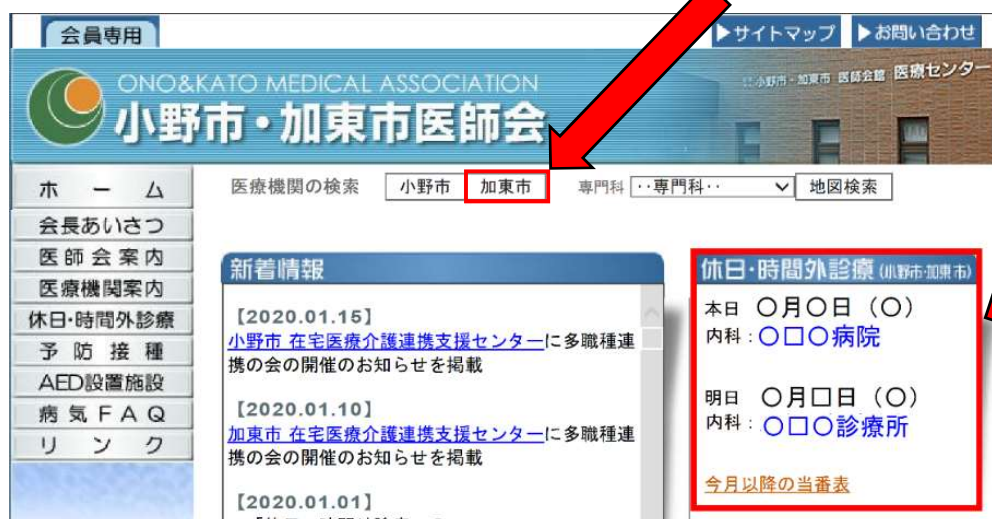 会員専用
▶サイトマップ ▶お問い合わせ
ONO&KATO MEDICAL ASSOCIATION
小野市・加東市医師会
小野市・加東市 医師会館 医療センター
医療機関の検索 小野市 加東市 専門科 ‥専門科‥ 地図検索
ホーム
会長あいさつ
医師会案内
医療機関案内
休日・時間外診療
予防接種
AED設置施設
病気FAQ
リンク
新着情報
【2020.01.15】
小野市 在宅医療介護連携支援センターに多職種連
携の会の開催のお知らせを掲載
【2020.01.10】
加東市 在宅医療介護連携支援センターに多職種連
携の会の開催のお知らせを掲載
【2020.01.01】
休日・時間外診療(小野市・加東市)
本日 〇月〇日（〇）
内科：〇□〇病院
明日 〇月□日（〇）
内科：〇□〇診療所
今月以降の当番表